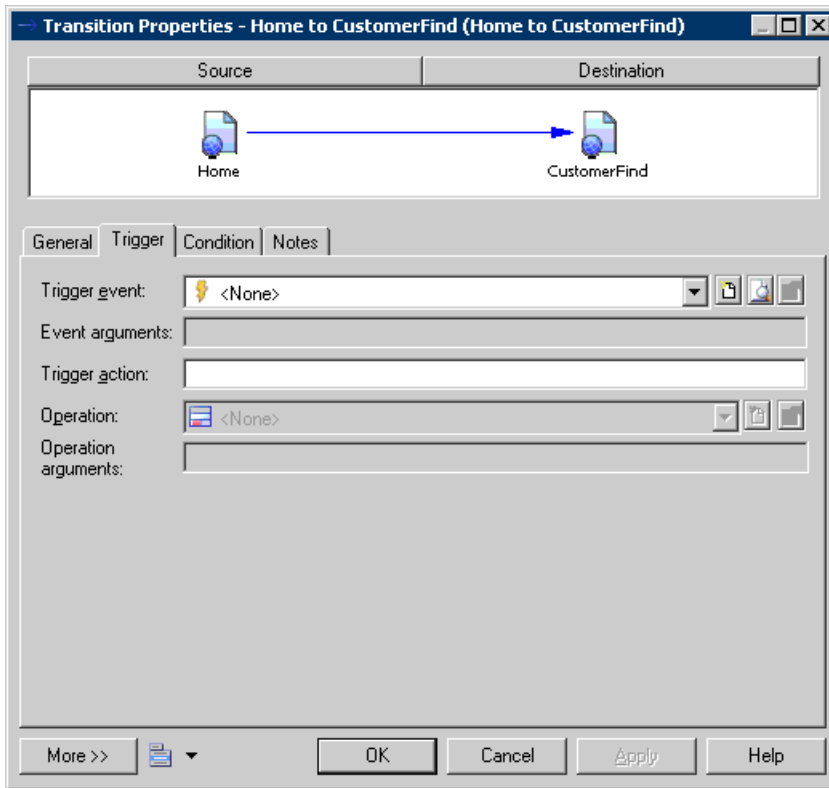 Transition Properties - Home to CustomerFind (Home to CustomerFind)
Source Destination
Home CustomerFind
General Trigger Condition Notes
Trigger event: <None>
Event arguments:
Trigger action:
Operation: <None>
Operation
arguments:
More >> OK Cancel Apply Help